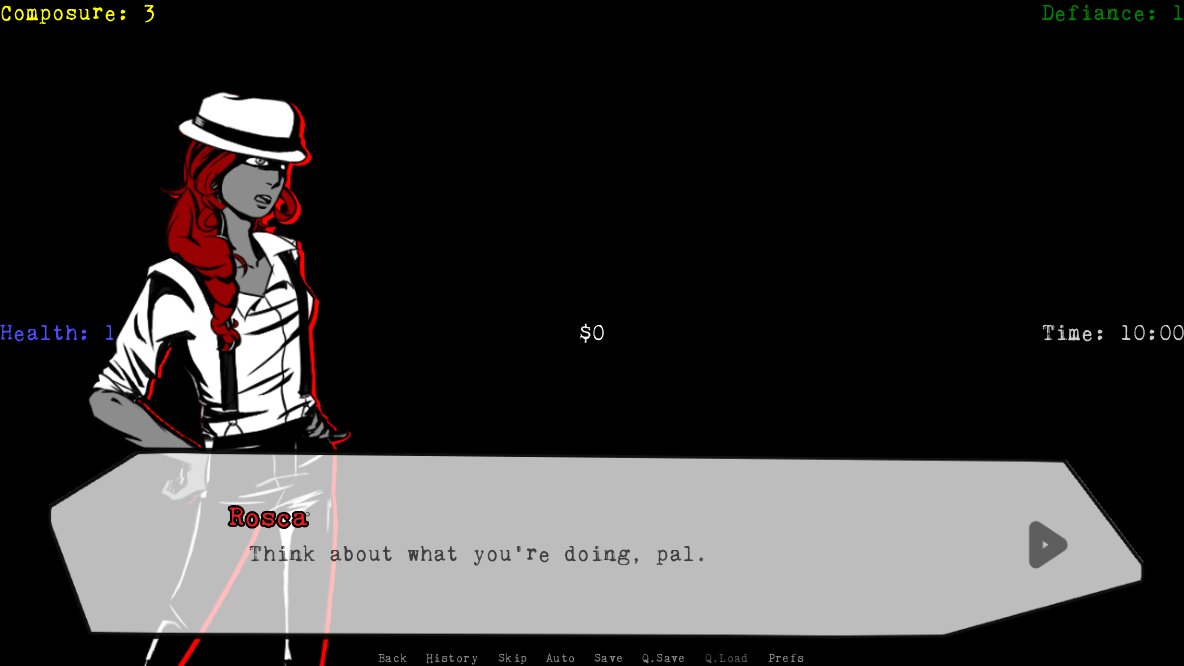 Composure: 3
Defiance: 1
Health: 1
$0
Time: 10:00
Rosca
Think about what you're doing, pal.
Back History Skip Auto Save Q.Save Q.Load Prefs